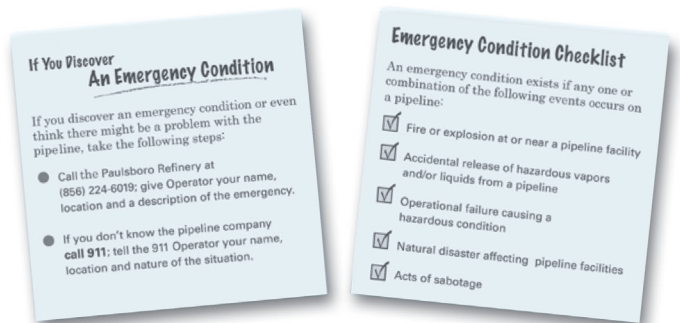 If You Discover
An Emergency Condition
If you discover an emergency condition or even
think there might be a problem with the
pipeline, take the following steps:
Call the Paulsboro Refinery at
(856) 224-6019; give Operator your name,
location and a description of the emergency.
If you don't know the pipeline company
call 911; tell the 911 Operator your name,
location and nature of the situation.
Emergency Condition Checklist
An emergency condition exists if any one or
combination of the following events occurs on
a pipeline:
Fire or explosion at or near a pipeline facility
Accidental release of hazardous vapors
and/or liquids from a pipeline
Operational failure causing a
hazardous condition
Natural disaster affecting pipeline facilities
Acts of sabotage